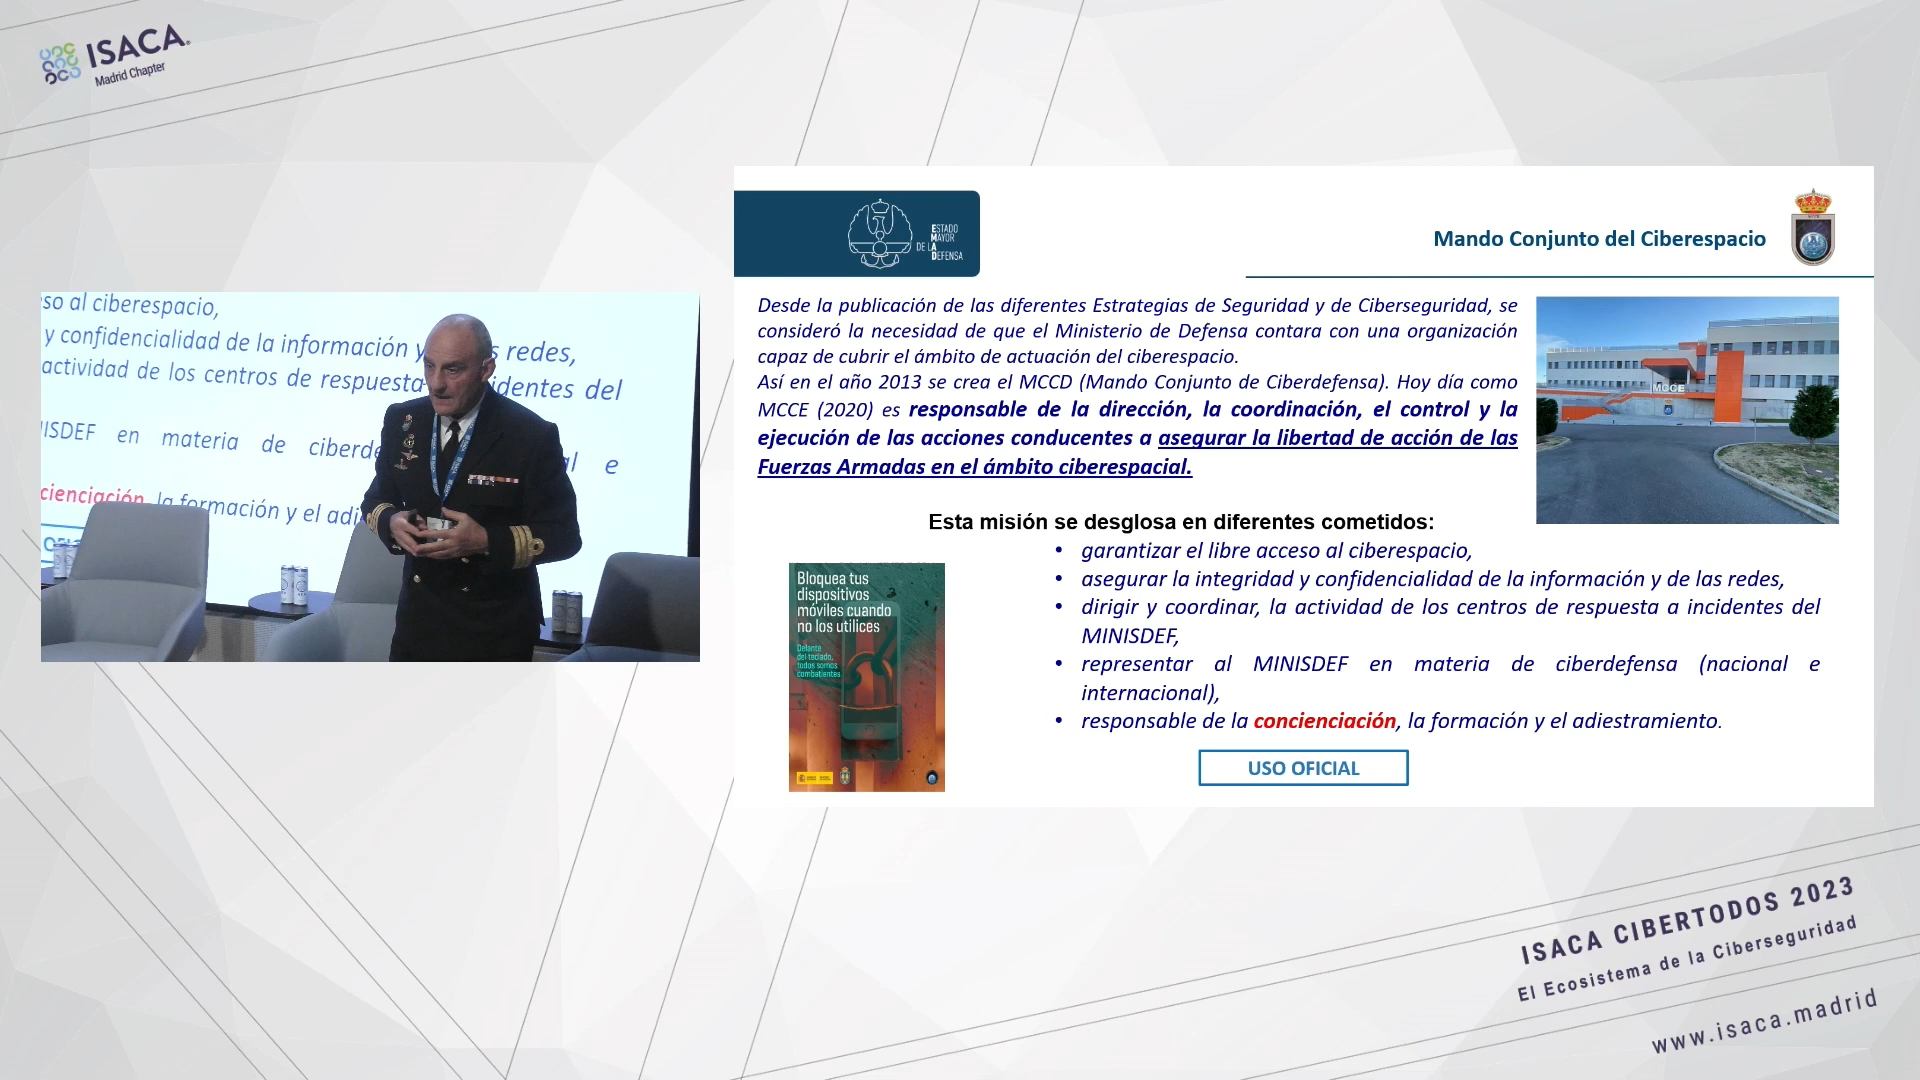 ISACA®
Madrid Chapter
so al ciberespacio,
y confidencialidad de la información y s redes,
actividad de los centros de respuesta identes del
ISDEF en materia de ciberde l e
cienciación, la formación y el adi
ESTADO
MAYOR
DE LA
DEFENSA
Mando Conjunto del Ciberespacio
Desde la publicación de las diferentes Estrategias de Seguridad y de Ciberseguridad, se
consideró la necesidad de que el Ministerio de Defensa contara con una organización
capaz de cubrir el ámbito de actuación del ciberespacio.
Así en el año 2013 se crea el MCCD (Mando Conjunto de Ciberdefensa). Hoy día como
MCCE (2020) es responsable de la dirección, la coordinación, el control y la
ejecución de las acciones conducentes a asegurar la libertad de acción de las
Fuerzas Armadas en el ámbito ciberespacial.
MCCE
Esta misión se desglosa en diferentes cometidos:
• garantizar el libre acceso al ciberespacio,
• asegurar la integridad y confidencialidad de la información y de las redes,
• dirigir y coordinar, la actividad de los centros de respuesta a incidentes del
MINISDEF,
• representar al MINISDEF en materia de ciberdefensa (nacional e
internacional),
• responsable de la concienciación, la formación y el adiestramiento.
Bloquea tus
dispositivos
móviles cuando
no los utilices
Delante
del teclado,
todos somos
combatientes
USO OFICIAL
ISACA CIBERTODOS 2023
El Ecosistema de la Ciberseguridad
www.isaca.madrid